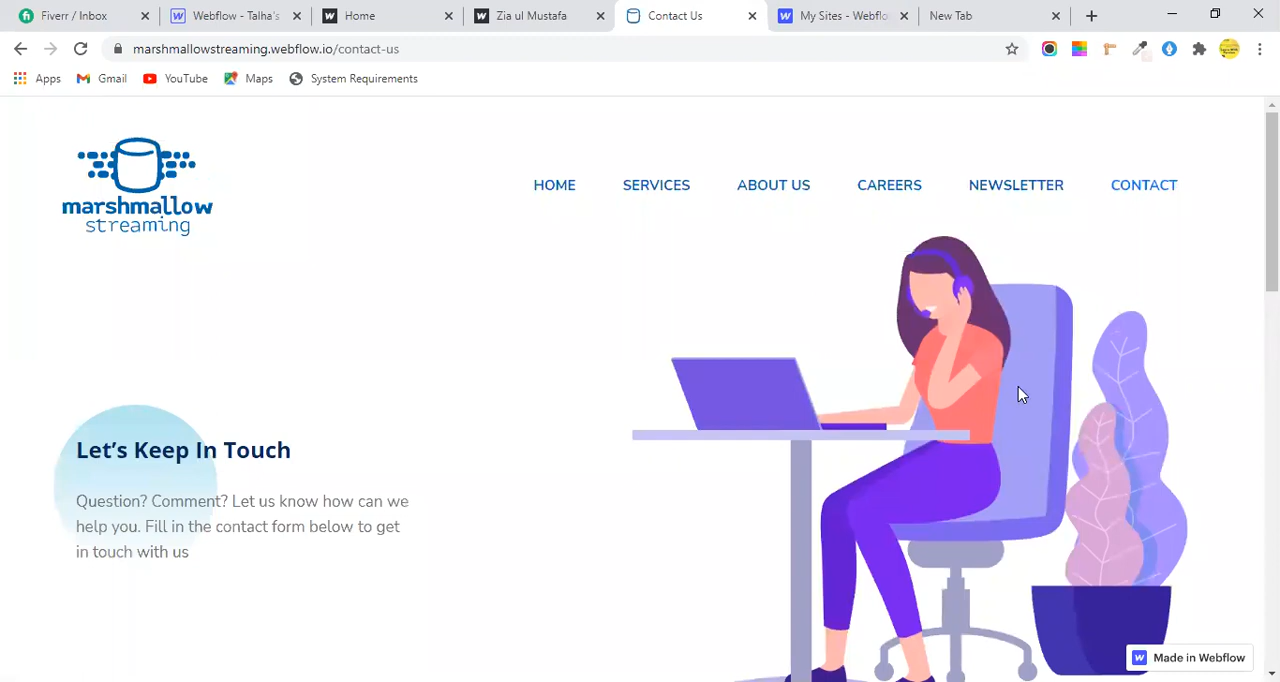 Fiverr / Inbox
Webflow - Talha's
Home
Zia ul Mustafa
Contact Us
My Sites - Webflo
New Tab
marshmallowstreaming.webflow.io/contact-us
Apps
Gmail
YouTube
Maps
System Requirements
marshmallow
streaming
HOME
SERVICES
ABOUT US
CAREERS
NEWSLETTER
CONTACT
Let's Keep In Touch
Question? Comment? Let us know how can we
help you. Fill in the contact form below to get
in touch with us
Made in Webflow